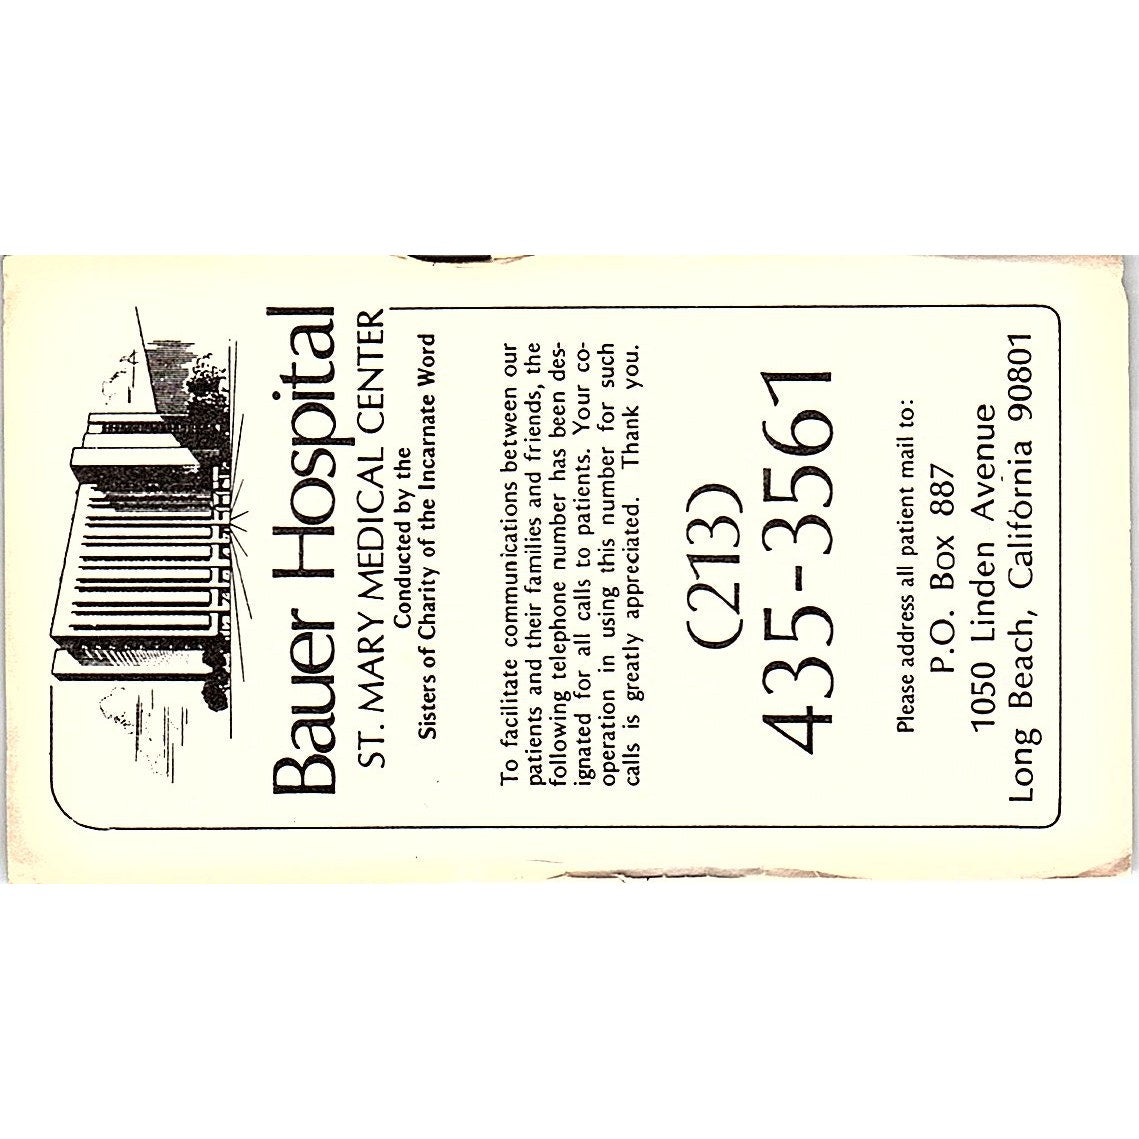 Bauer Hospital
ST. MARY MEDICAL CENTER
Conducted by the
Sisters of Charity of the Incarnate Word
To facilitate communications between our
patients and their families and friends, the
following telephone number has been des-
ignated for all calls to patients. Your co-
operation in using this number for such
calls is greatly appreciated. Thank you.
(213)
435-3561
Please address all patient mail to:
P.O. Box 887
1050 Linden Avenue
Long Beach, California 90801